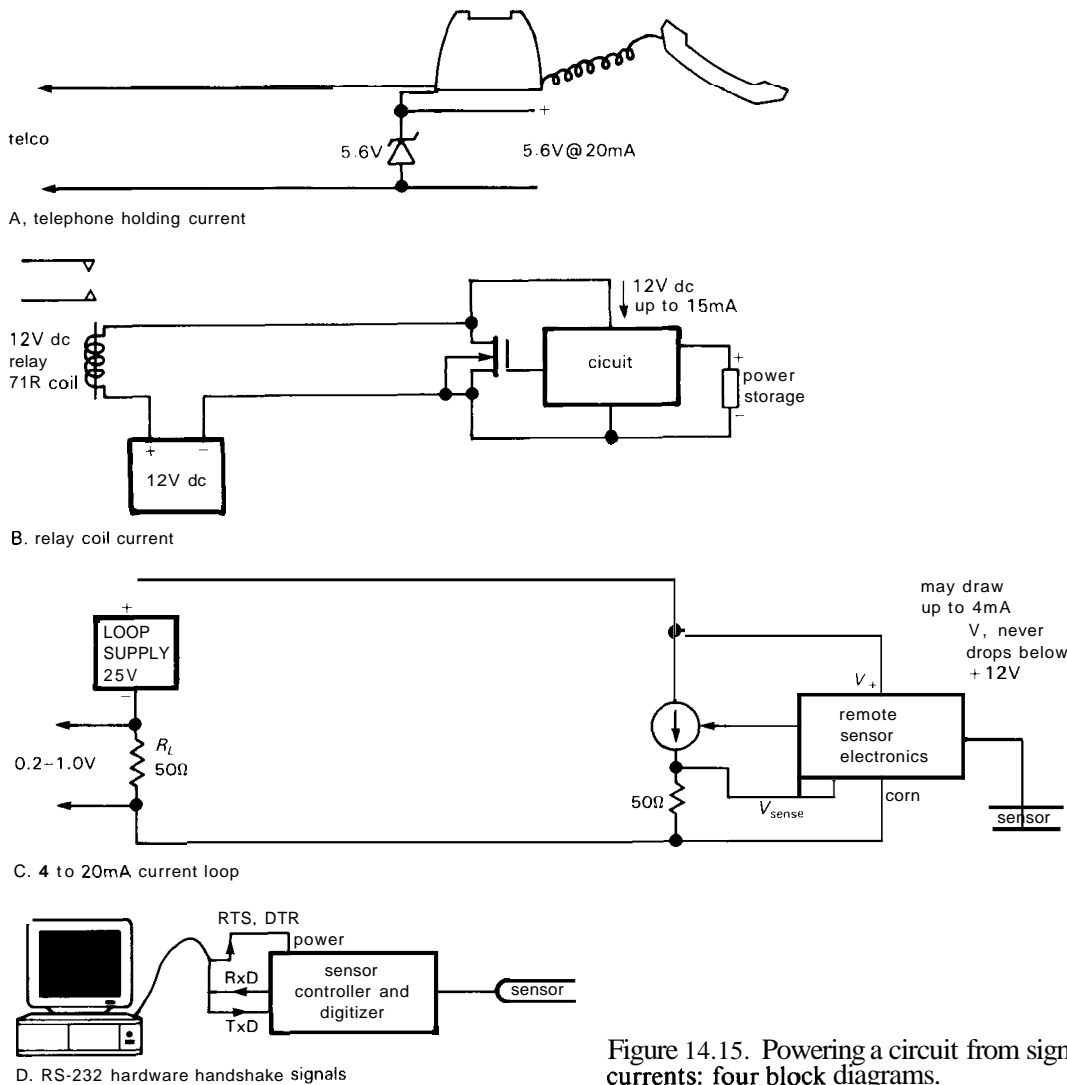 telco
5.6V
+
5.6V@20mA
A, telephone holding current
12V dc
relay
71R coil
+ −
12V dc
12V dc
up to 15mA
cicuit
+
power
storage
−
B. relay coil current
+
LOOP
SUPPLY
25V
−
0.2–1.0V
RL
50Ω
may draw
up to 4mA
V, never
drops below
+12V
V+
remote
sensor
electronics
50Ω
Vsense
corn
sensor
C. 4 to 20mA current loop
RTS, DTR
power
RxD
TxD
sensor
controller and
digitizer
sensor
D. RS-232 hardware handshake signals
Figure 14.15. Powering a circuit from sign
currents: four block diagrams.